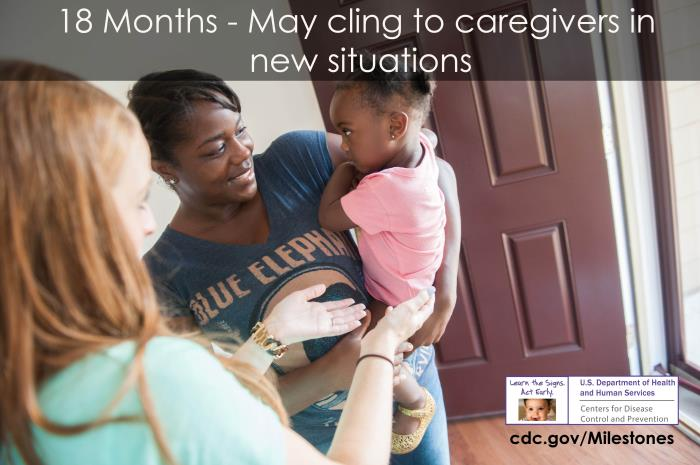 18 Months - May cling to caregivers in
new situations
BLUE ELEPHA
Learn the Signs.
Act Early.
U.S. Department of Health
and Human Services
Centers for Disease
Control and Prevention
cdc.gov/Milestones